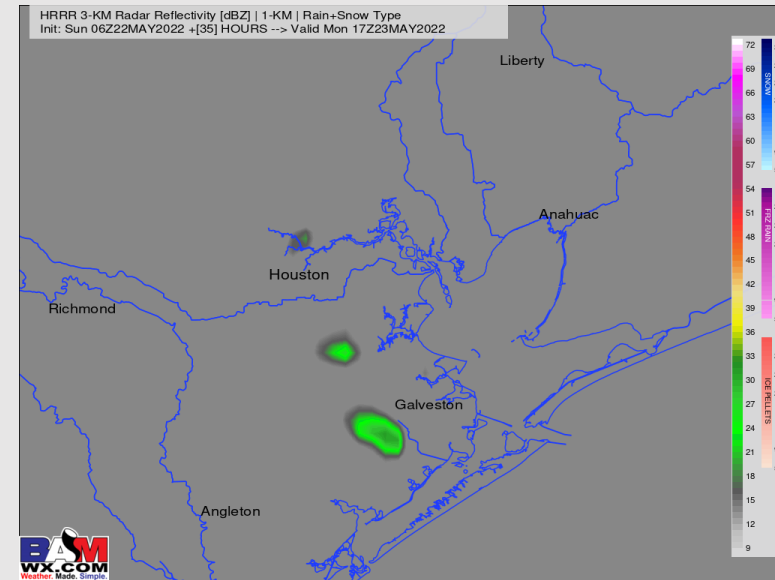 HRRR 3-KM Radar Reflectivity [dBZ] | 1-KM | Rain+Snow Type
Init: Sun 06Z22MAY2022 +[35] HOURS --> Valid Mon 17Z23MAY2022
Liberty
Anahuac
Houston
Richmond
Galveston
Angleton
72
69
66
63
60
57
54
51
48
45
42
39
36
33
30
27
24
21
18
15
12
9
SNOW
FRZ RAIN
ICE PELLETS
BAM
WX.COM
Weather. Made. Simple.